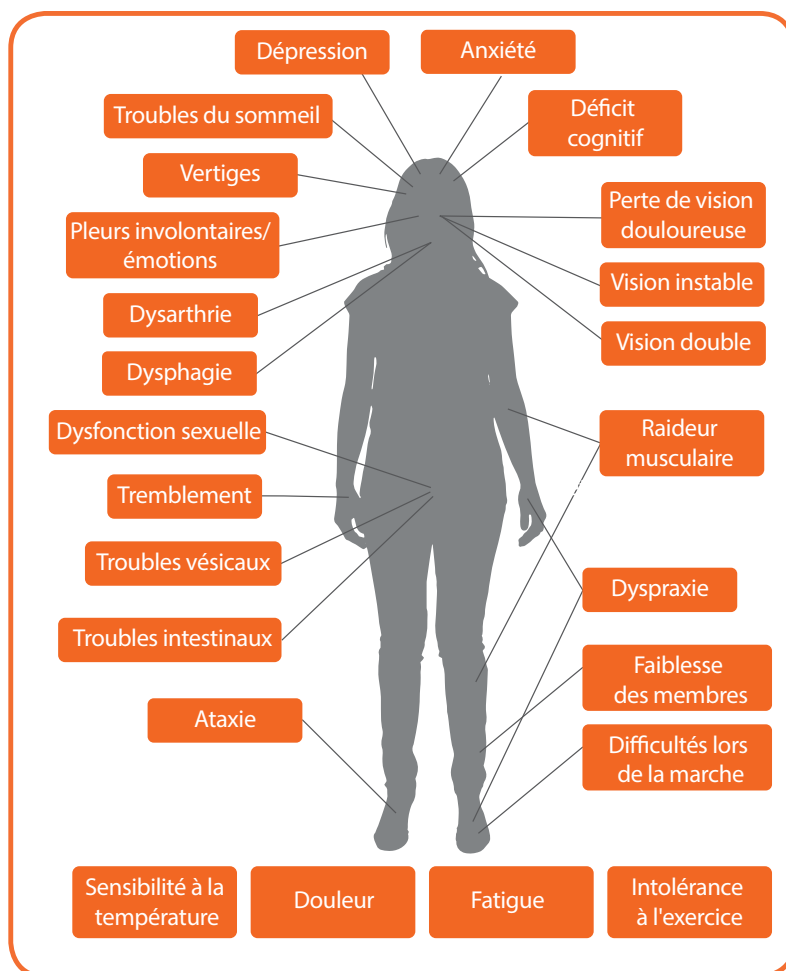 Dépression
Anxiété
Troubles du sommeil
Déficit
cognitif
Vertiges
Perte de vision
douloureuse
Pleurs involontaires/
émotions
Vision instable
Dysarthrie
Vision double
Dysphagie
Dysfonction sexuelle
Raideur
musculaire
Tremblement
Troubles vésicaux
Dyspraxie
Troubles intestinaux
Faiblesse
des membres
Ataxie
Difficultés lors
de la marche
Sensibilité à la
température
Douleur
Fatigue
Intolérance
à l'exercice